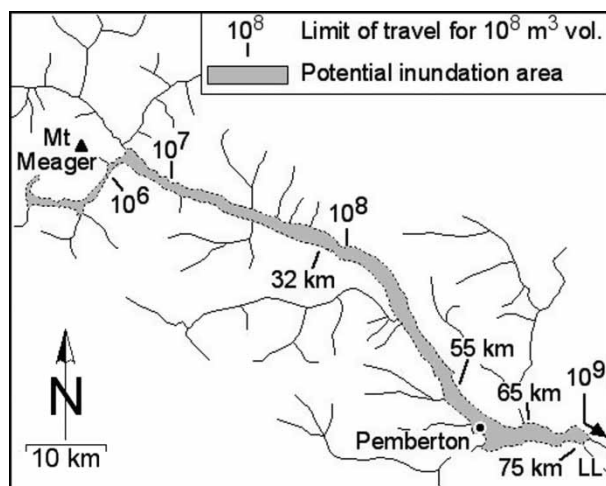 10⁸ Limit of travel for 10⁸ m³ vol.
Potential inundation area
Mt
Meager
10⁷
10⁶
10⁸
32 km
55 km
65 km
10⁹
N
Pemberton
75 km
LL
10 km